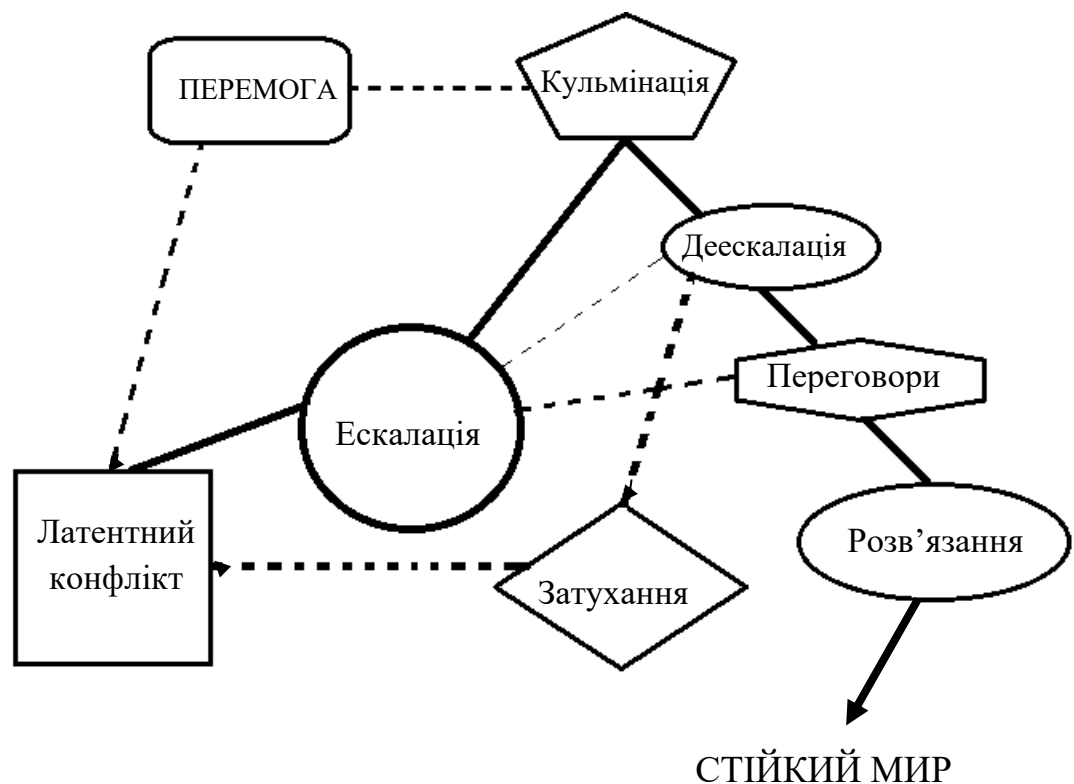 ПЕРЕМОГА
Кульмінація
Деескалація
Переговори
Ескалація
Латентний
конфлікт
Розв’язання
Затухання
СТІЙКИЙ МИР